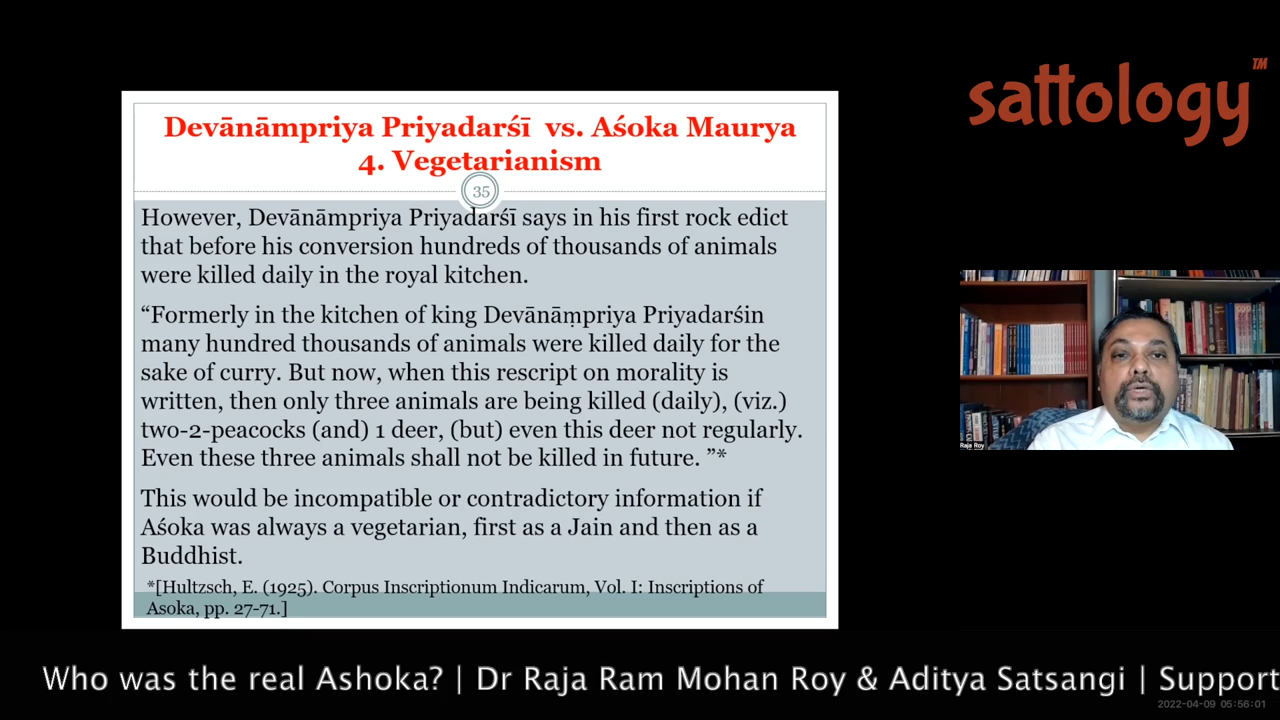 sattology™
Devānāmpriya Priyadarśī vs. Aśoka Maurya
4. Vegetarianism
35
However, Devānāmpriya Priyadarśī says in his first rock edict
that before his conversion hundreds of thousands of animals
were killed daily in the royal kitchen.
“Formerly in the kitchen of king Devānāṃpriya Priyadarśin
many hundred thousands of animals were killed daily for the
sake of curry. But now, when this rescript on morality is
written, then only three animals are being killed (daily), (viz.)
two-2-peacocks (and) 1 deer, (but) even this deer not regularly.
Even these three animals shall not be killed in future. ”*
This would be incompatible or contradictory information if
Aśoka was always a vegetarian, first as a Jain and then as a
Buddhist.
*[Hultzsch, E. (1925). Corpus Inscriptionum Indicarum, Vol. I: Inscriptions of
Asoka, pp. 27-71.]
Raja Roy
Who was the real Ashoka? | Dr Raja Ram Mohan Roy & Aditya Satsangi | Support
2022-04-09 05:56:01